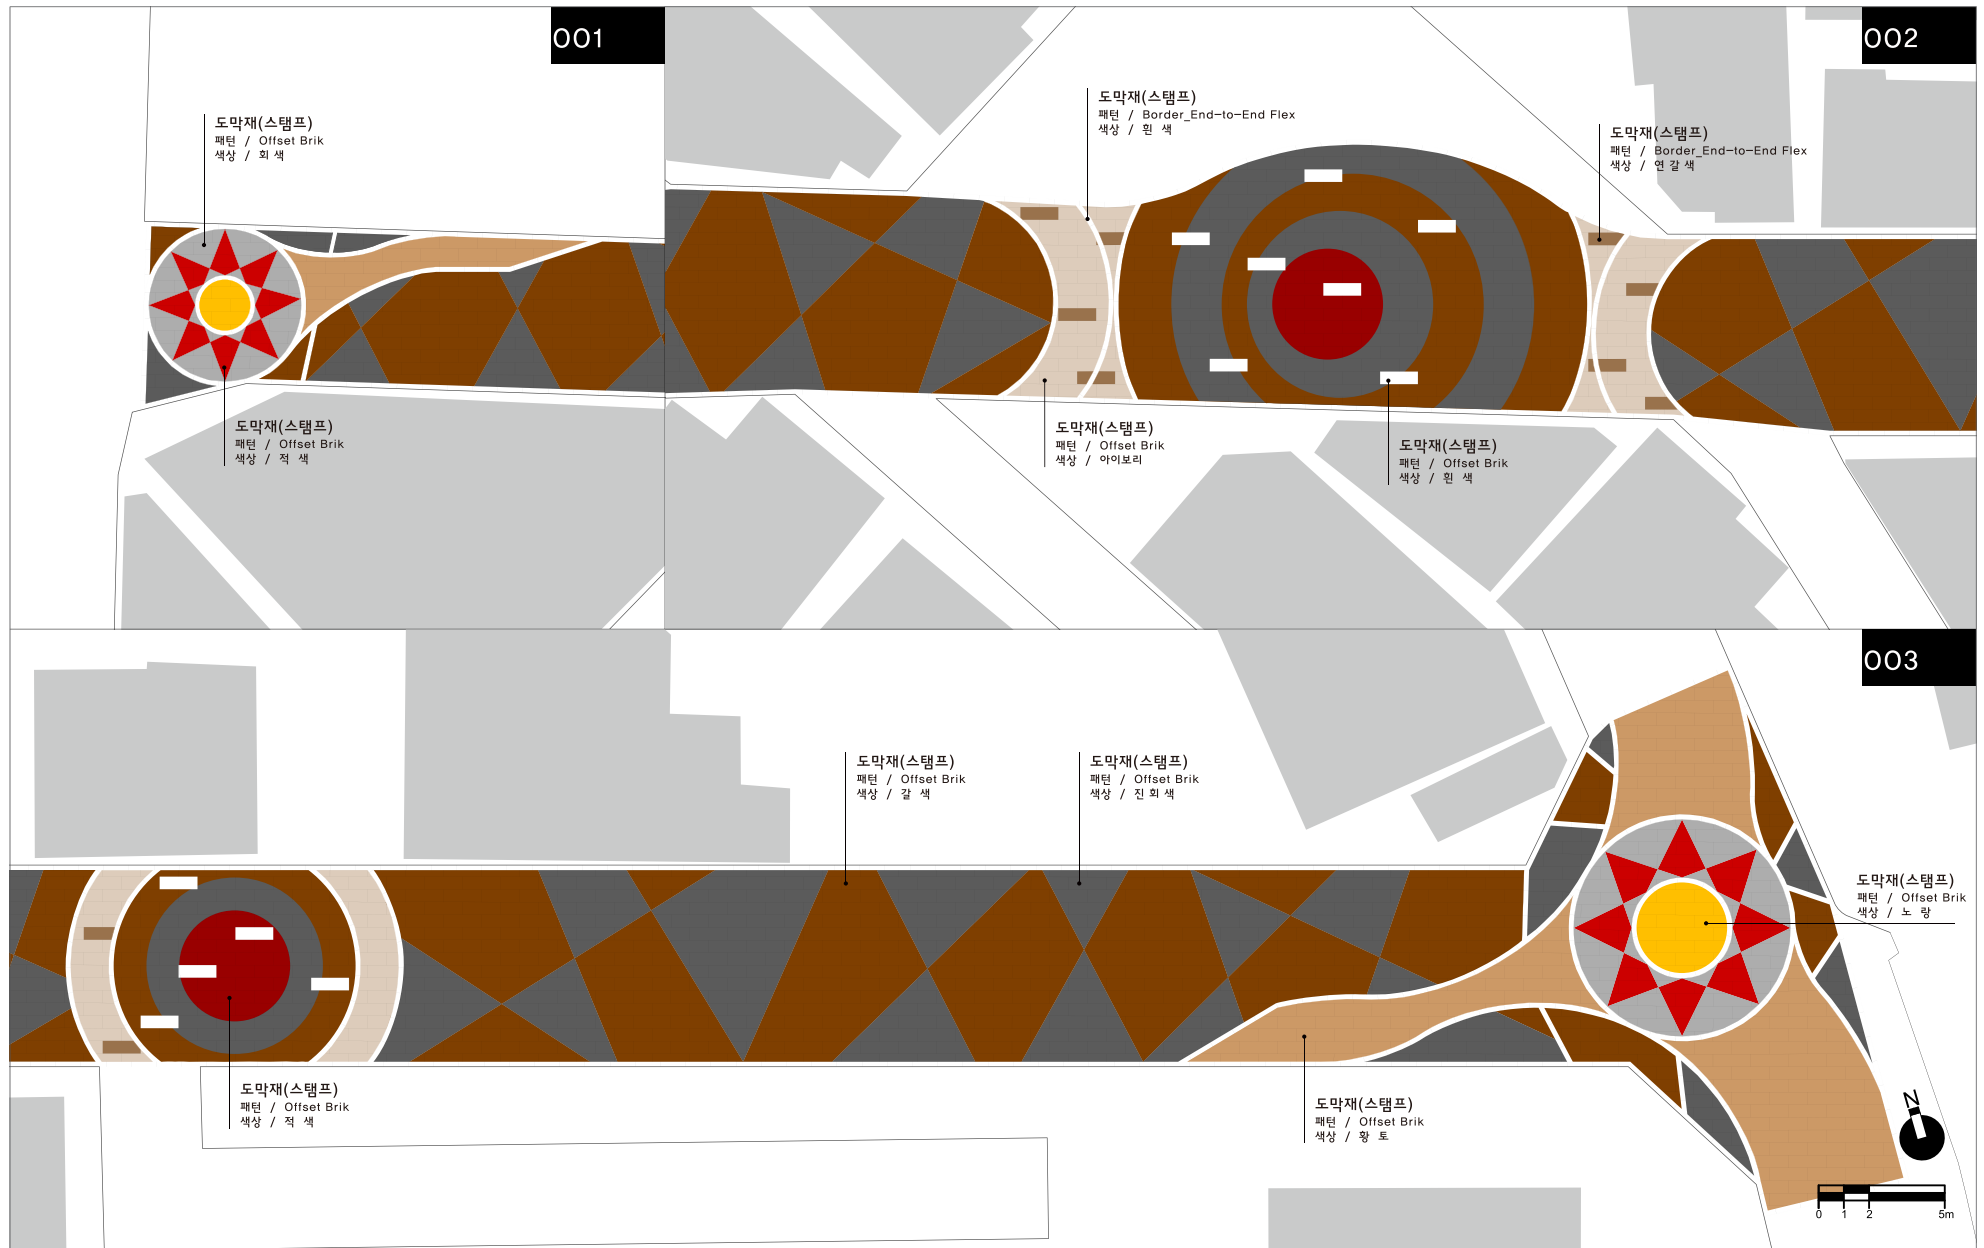 001
002
도막재(스탬프)
패턴 / Offset Brik
색상 / 회 색
도막재(스탬프)
패턴 / Border_End-to-End Flex
색상 / 흰 색
도막재(스탬프)
패턴 / Border_End-to-End Flex
색상 / 연 갈 색
도막재(스탬프)
패턴 / Offset Brik
색상 / 적 색
도막재(스탬프)
패턴 / Offset Brik
색상 / 아이보리
도막재(스탬프)
패턴 / Offset Brik
색상 / 흰 색
003
도막재(스탬프)
패턴 / Offset Brik
색상 / 갈 색
도막재(스탬프)
패턴 / Offset Brik
색상 / 진 회 색
도막재(스탬프)
패턴 / Offset Brik
색상 / 노 랑
도막재(스탬프)
패턴 / Offset Brik
색상 / 적 색
도막재(스탬프)
패턴 / Offset Brik
색상 / 황 토
N
0 1 2 5m